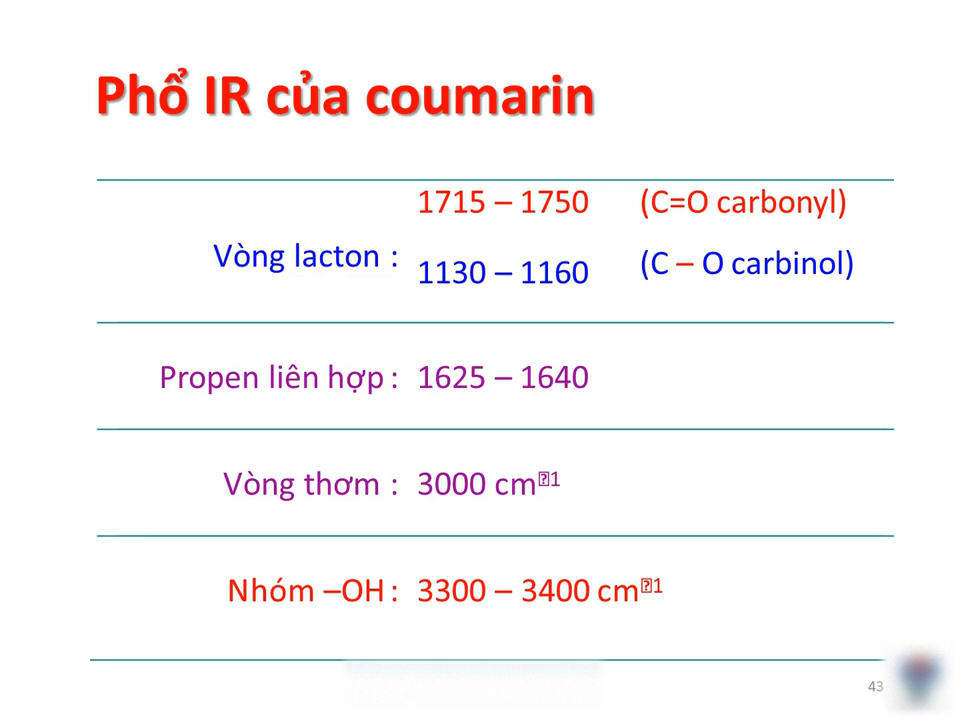 Phổ IR của coumarin
1715 – 1750 (C=O carbonyl)
Vòng lacton :
1130 – 1160 (C – O carbinol)
Propen liên hợp : 1625 – 1640
Vòng thơm : 3000 cm⍰1
Nhóm –OH : 3300 – 3400 cm⍰1
43